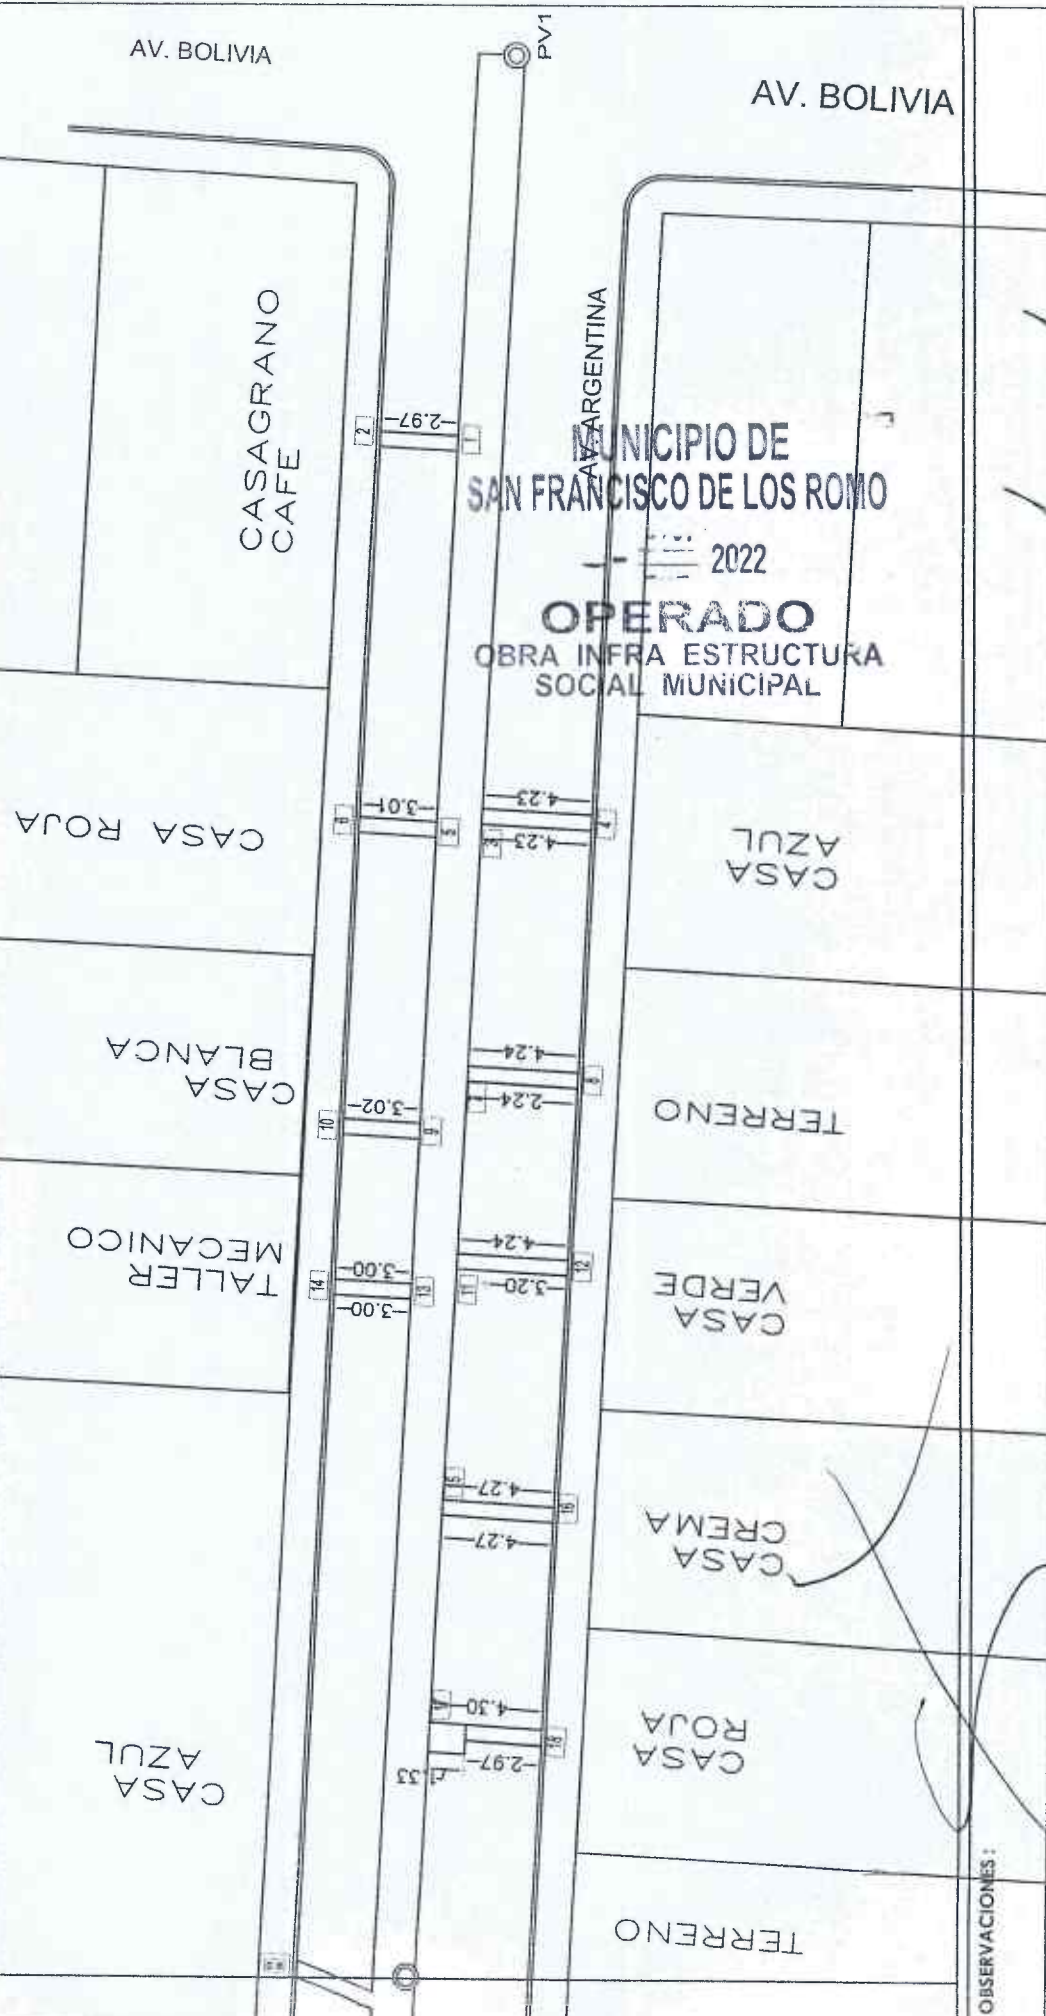 AV. BOLIVIA
PV1
AV. BOLIVIA
AV. ARGENTINA
CASAGRANO
CAFE
2
2.97
1
MUNICIPIO DE
SAN FRANCISCO DE LOS ROMO
2022
OPERADO
OBRA INFRA ESTRUCTURA
SOCIAL MUNICIPAL
CASA ROJA
6
3.01
5
4.23
3
4.23
4
CASA
AZUL
CASA
BLANCA
10
3.02
9
4.24
2.24
8
TERRENO
TALLER
MECANICO
14
3.00
3.00
13
4.24
11
3.20
12
CASA
VERDE
4.27
4.27
16
CASA
CREMA
CASA
AZUL
4.30
2.97
18
CASA
ROJA
TERRENO
OBSERVACIONES: